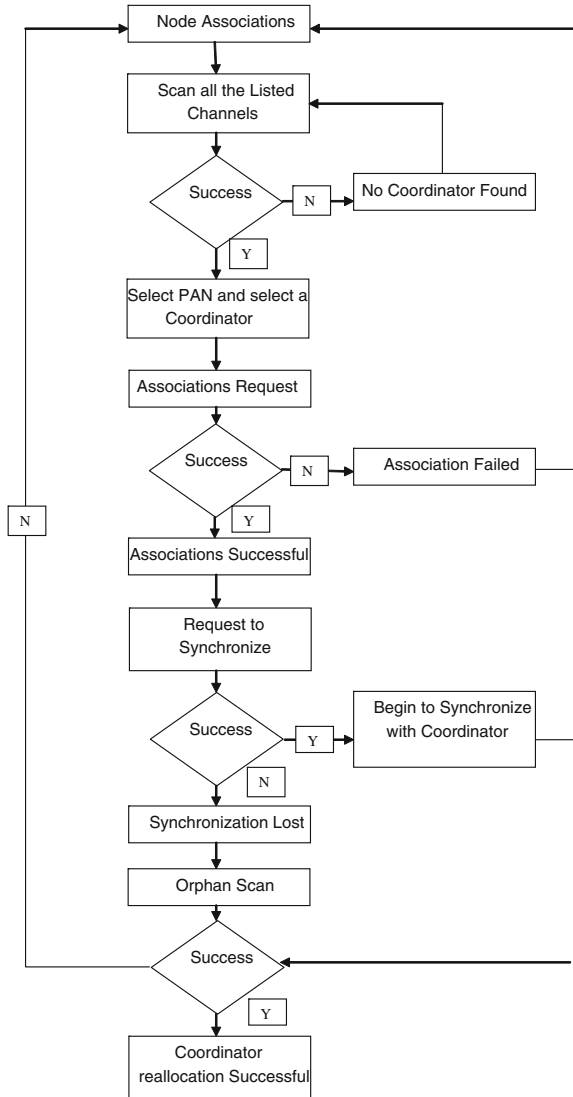 Node Associations
Scan all the Listed
Channels
Success
N
No Coordinator Found
Y
Select PAN and select a
Coordinator
Associations Request
Success
N
Association Failed
Y
N
Associations Successful
Request to
Synchronize
Success
Y
Begin to Synchronize
with Coordinator
N
Synchronization Lost
Orphan Scan
Success
Y
Coordinator
reallocation Successful